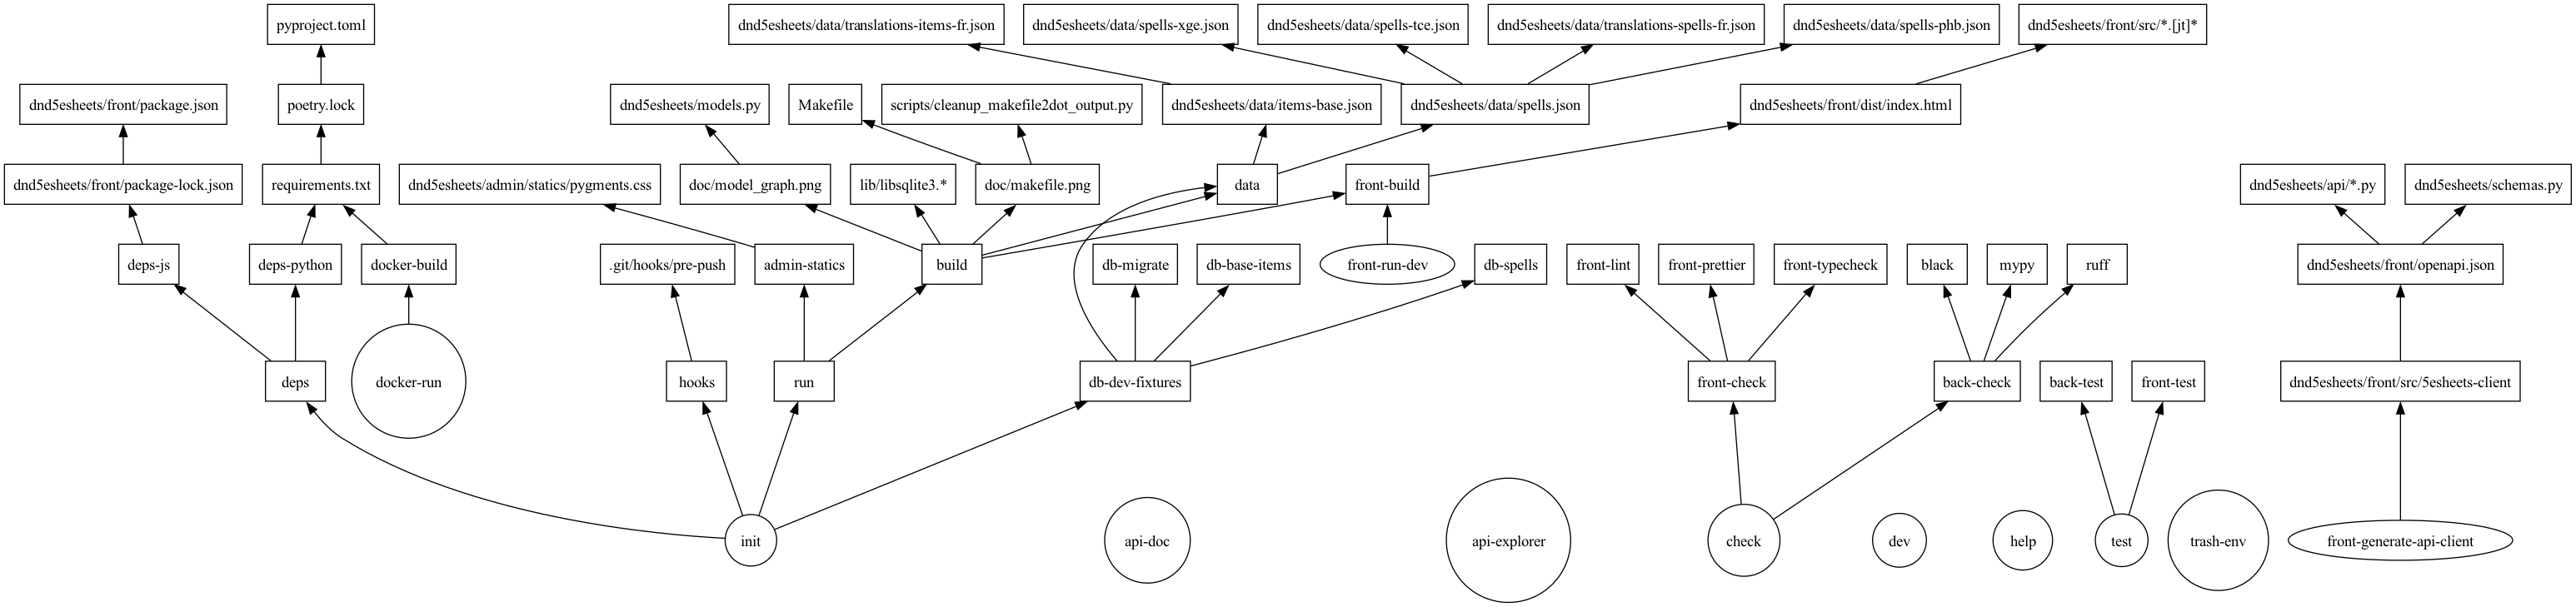 pyproject.toml
dnd5esheets/data/translations-items-fr.json
dnd5esheets/data/spells-xge.json
dnd5esheets/data/spells-tce.json
dnd5esheets/data/translations-spells-fr.json
dnd5esheets/data/spells-phb.json
dnd5esheets/front/src/*.[jt]*
dnd5esheets/front/package.json
poetry.lock
dnd5esheets/models.py
Makefile
scripts/cleanup_makefile2dot_output.py
dnd5esheets/data/items-base.json
dnd5esheets/data/spells.json
dnd5esheets/front/dist/index.html
dnd5esheets/front/package-lock.json
requirements.txt
dnd5esheets/admin/statics/pygments.css
doc/model_graph.png
lib/libsqlite3.*
doc/makefile.png
data
front-build
dnd5esheets/api/*.py
dnd5esheets/schemas.py
deps-js
deps-python
docker-build
.git/hooks/pre-push
admin-statics
build
db-migrate
db-base-items
front-run-dev
db-spells
front-lint
front-prettier
front-typecheck
black
mypy
ruff
dnd5esheets/front/openapi.json
deps
docker-run
hooks
run
db-dev-fixtures
front-check
back-check
back-test
front-test
dnd5esheets/front/src/5esheets-client
init
api-doc
api-explorer
check
dev
help
test
trash-env
front-generate-api-client